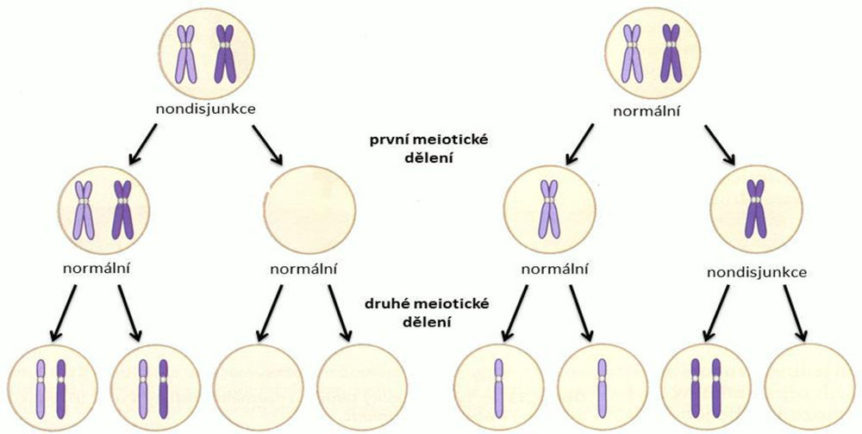 nondisjunkce
normální
první meiotické
dělení
normální
normální
normální
nondisjunkce
druhé meiotické
dělení